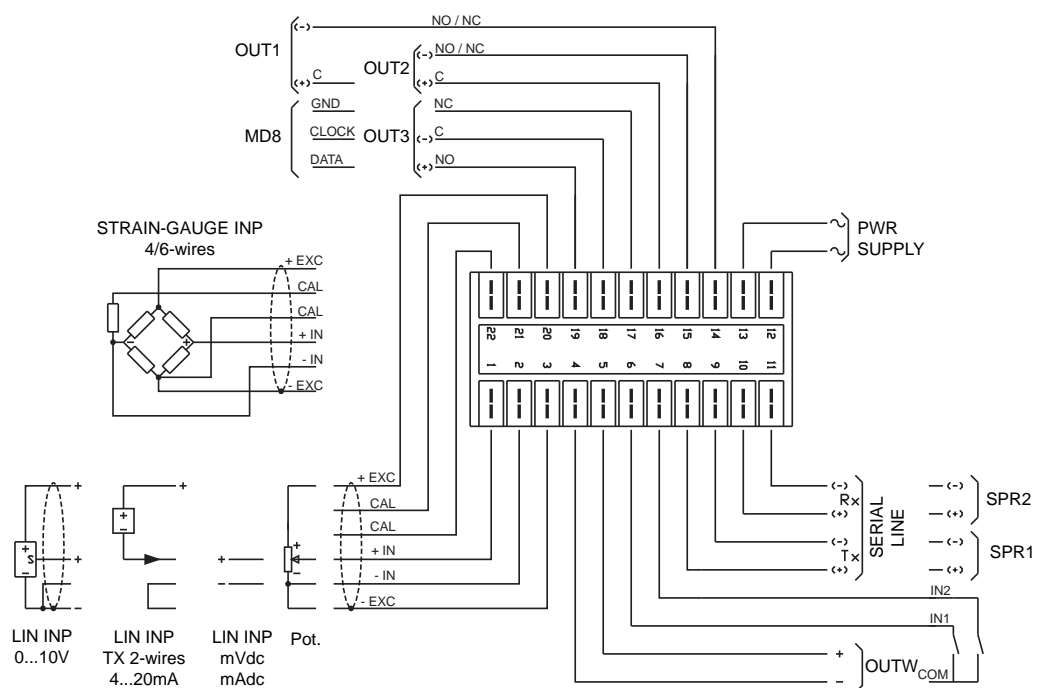 NO / NC
OUT1
(-)
(+) C
OUT2
(-) NO / NC
(+) C
MD8
GND
CLOCK
DATA
OUT3
NC
(-) C
(+) NO
STRAIN-GAUGE INP
4/6-wires
+ EXC
CAL
CAL
+ IN
- IN
- EXC
- +
PWR
SUPPLY
22 21 20 19 18 17 16 15 14 13 12
1 2 3 4 5 6 7 8 9 10 11
+ EXC
CAL
CAL
+ IN
- IN
- EXC
+
+
-
+
S
-
+
+
-
+
-
+
-
LIN INP
0...10V
LIN INP
TX 2-wires
4...20mA
LIN INP
mVdc
mAdc
Pot.
(-)
Rx
(+)
(-)
Tx
(+)
SERIAL
LINE
(-)
(+)
SPR2
(-)
(+)
SPR1
IN2
IN1
+
-
OUTW
COM